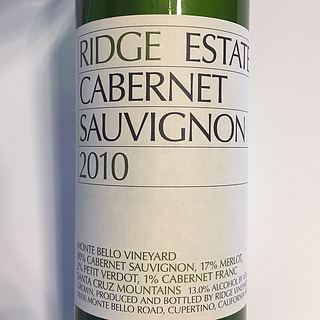 RIDGE ESTATE
CABERNET
SAUVIGNON
2010
MONTE BELLO VINEYARD
80% CABERNET SAUVIGNON, 17% MERLOT,
2% PETIT VERDOT, 1% CABERNET FRANC
SANTA CRUZ MOUNTAINS 13.0% ALCOHOL BY
GROWN, PRODUCED AND BOTTLED BY RIDGE
MONTE BELLO ROAD, CUPERTINO, CALIFORNIA